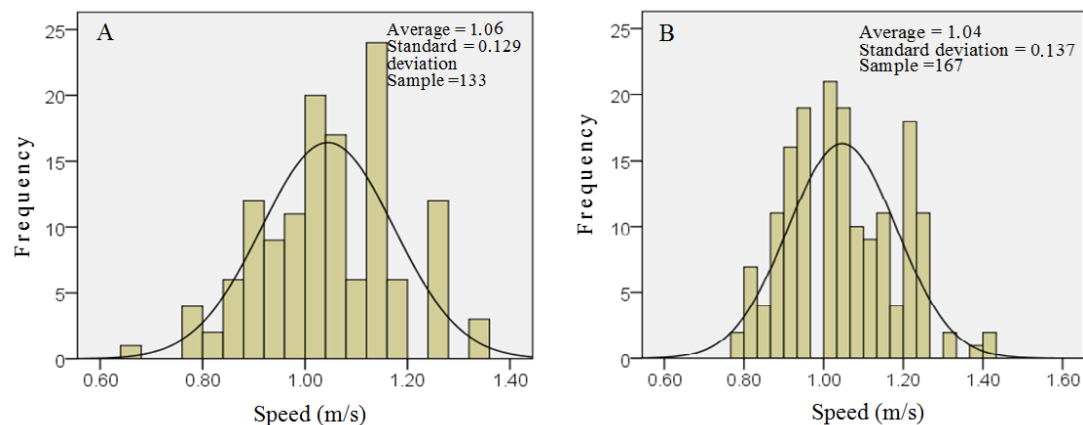 A
Average = 1.06
Standard = 0.129
deviation
Sample =133
25
20
15
10
5
0
Frequency
0.60 0.80 1.00 1.20 1.40
Speed (m/s)
B
Average = 1.04
Standard deviation = 0.137
Sample =167
25
20
15
10
5
0
Frequency
0.60 0.80 1.00 1.20 1.40 1.60
Speed (m/s)